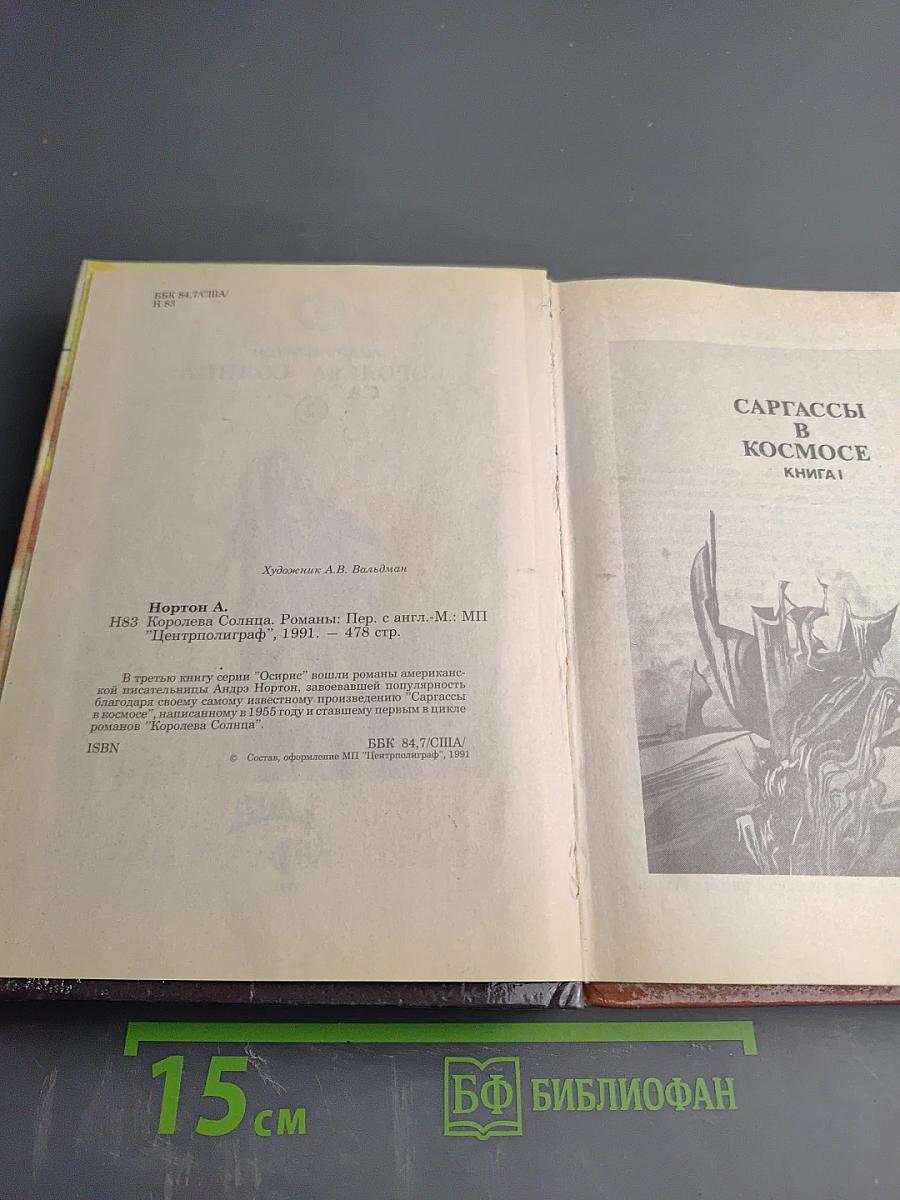 ББК 84,7/США/
Н 83
Художник А.В. Вальдман
Нортон А.
Н83 Королева Солнца. Романы: Пер. с англ.-М.: МП
"Центрполиграф", 1991. — 478 стр.
В третью книгу серии "Осирис" вошли романы американс-
кой писательницы Андрэ Нортон, завоевавшей популярность
благодаря своему самому известному произведению "Саргассы
в космосе", написанному в 1955 году и ставшему первым в цикле
романов "Королева Солнца".
ISBN
ББК 84,7/США/
© Состав, оформление МП "Центрполиграф", 1991
САРГАССЫ
В
КОСМОСЕ
КНИГА I
15 см
БФ БИБЛИОФАН